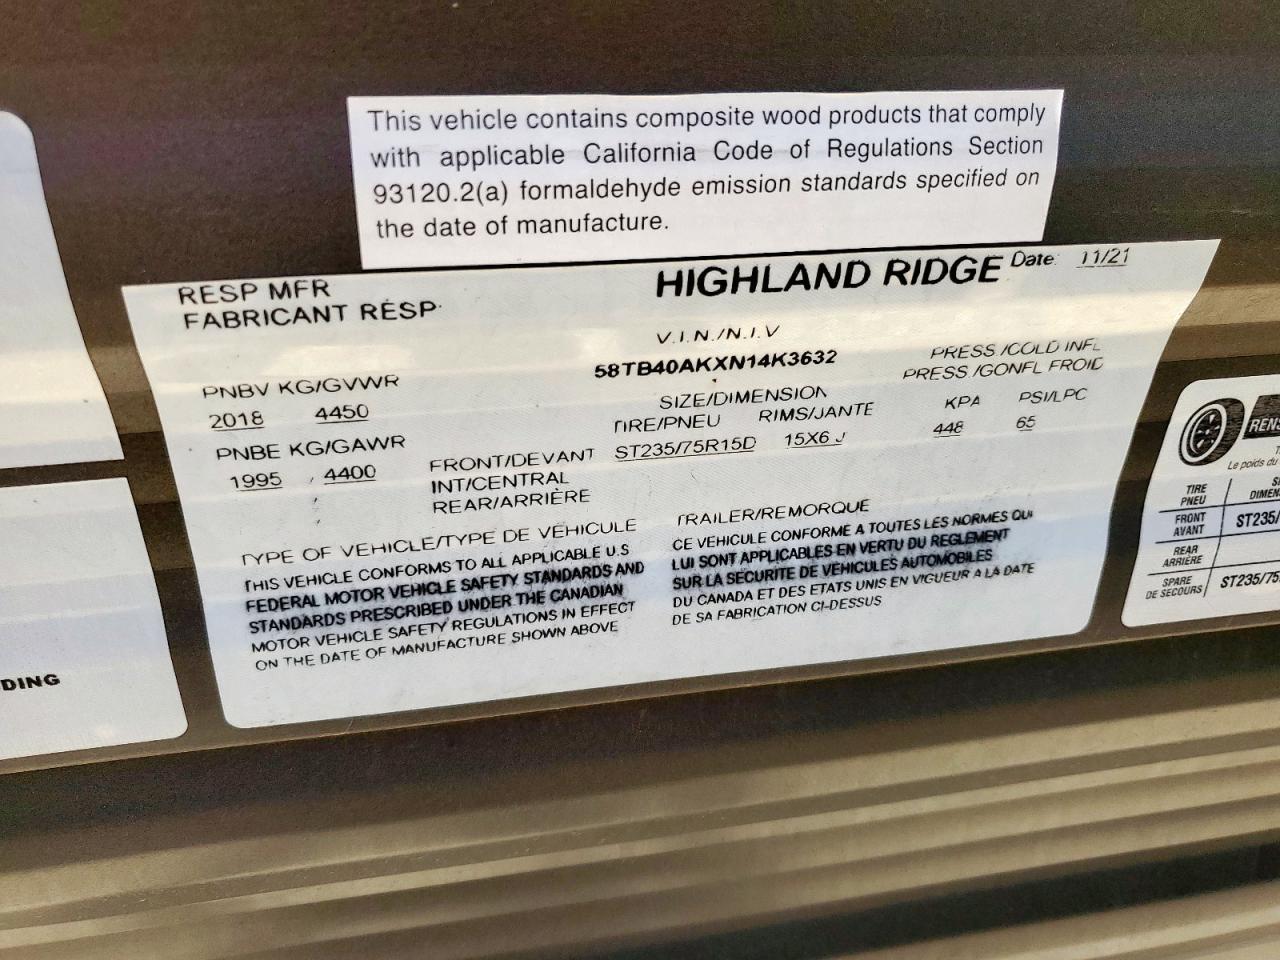 This vehicle contains composite wood products that comply
with applicable California Code of Regulations Section
93120.2(a) formaldehyde emission standards specified on
the date of manufacture.
RESP MFR
FABRICANT RESP.
HIGHLAND RIDGE Date: 11/21
V.I.N./N.I.V
58TB40AKXN14K3632
PRESS /COLD INFL
PRESS /GONFL FROID
PNBV KG/GVWR
2018 4450
SIZE/DIMENSION
TIRE/PNEU RIMS/JANTE KPA PSI/LPC
PNBE KG/GAWR
1995 , 4400
FRONT/DEVANT ST235/75R15D 15X6 J 448 65
INT/CENTRAL
REAR/ARRIÈRE
TYPE OF VEHICLE/TYPE DE VEHICULE TRAILER/REMORQUE
THIS VEHICLE CONFORMS TO ALL APPLICABLE U.S
FEDERAL MOTOR VEHICLE SAFETY STANDARDS AND
STANDARDS PRESCRIBED UNDER THE CANADIAN
MOTOR VEHICLE SAFETY REGULATIONS IN EFFECT
ON THE DATE OF MANUFACTURE SHOWN ABOVE
CE VEHICULE CONFORME A TOUTES LES NORMES QUI
LUI SONT APPLICABLES EN VERTU DU REGLEMENT
SUR LA SECURITE DE VEHICULES AUTOMOBILES
DU CANADA ET DES ETATS UNIS EN VIGUEUR A LA DATE
DE SA FABRICATION CI-DESSUS
DING
RENS
Le poids du
TIRE
PNEU
DIMEN
FRONT
AVANT
ST235/
REAR
ARRIÈRE
SPARE
DE SECOURS
ST235/75